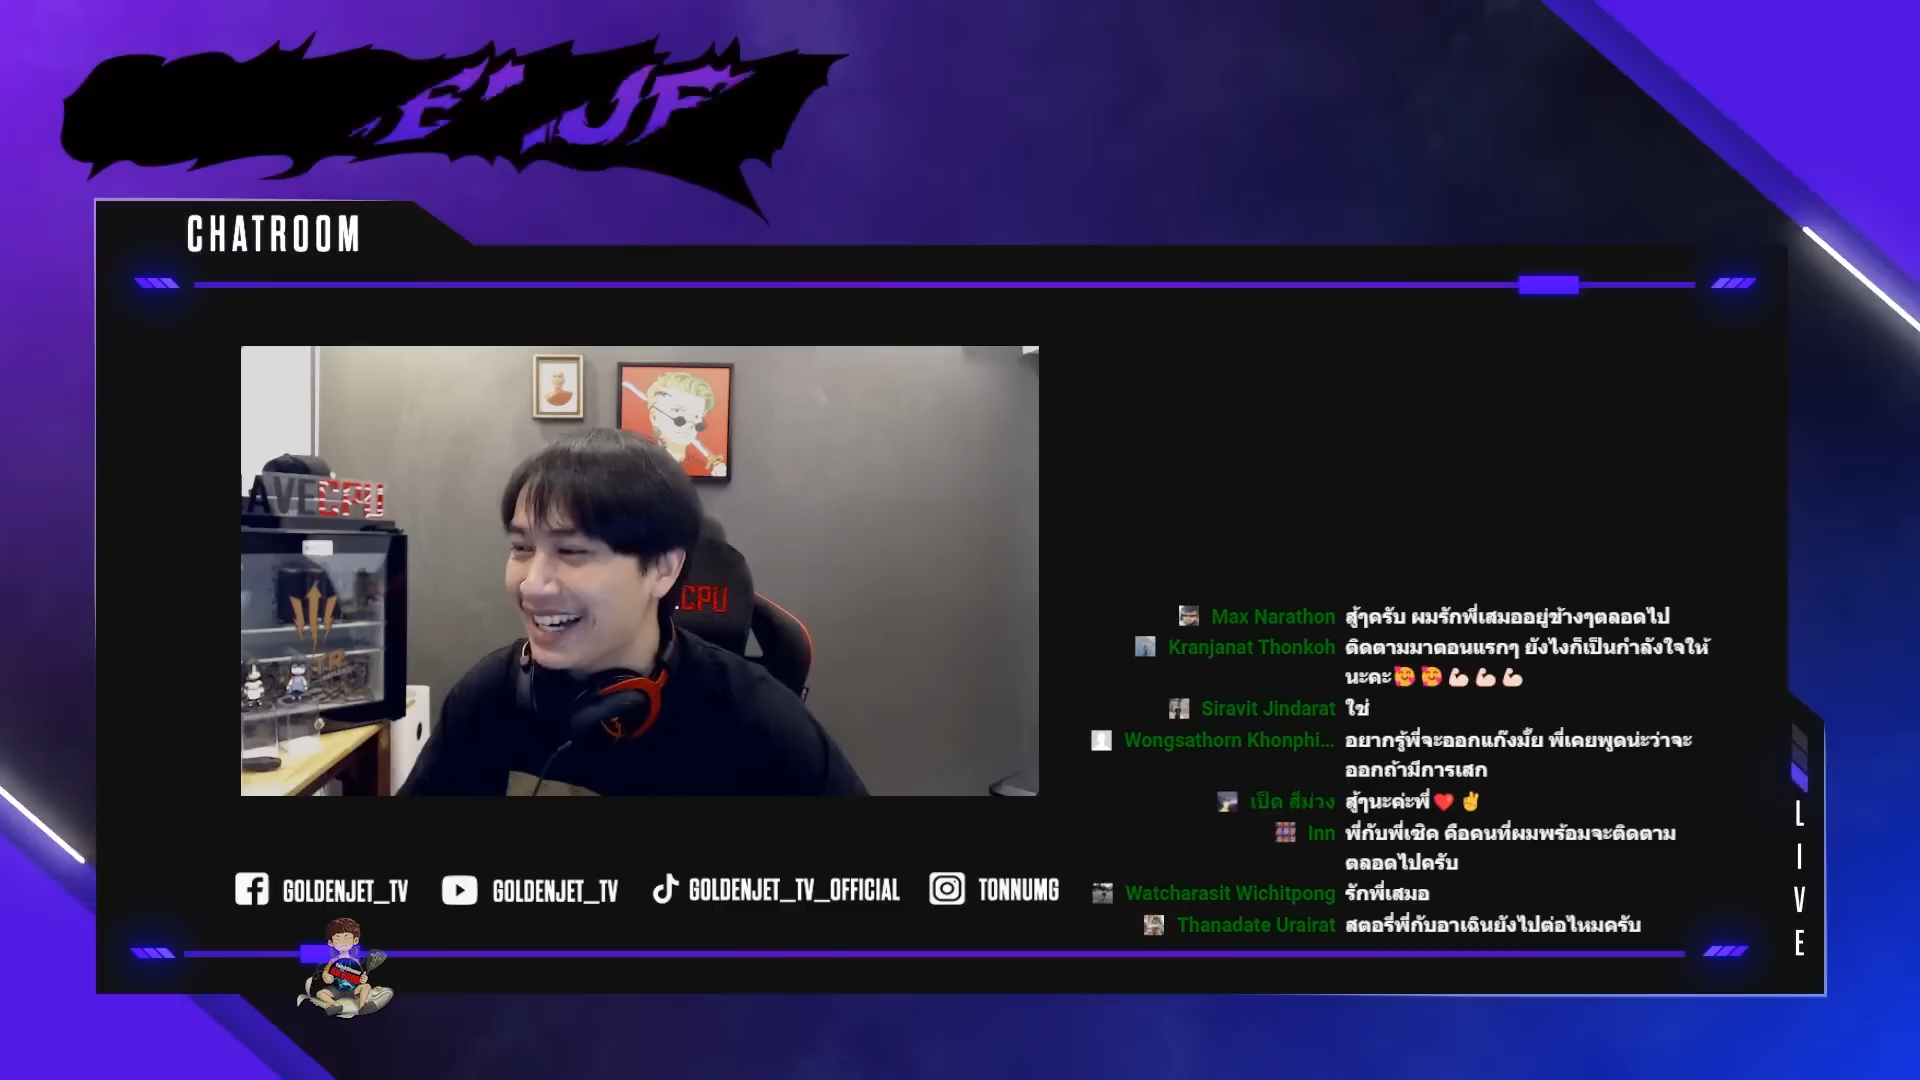 CHATROOM
AVECPU
.CPU
Max Narathon สู้ๆครับ ผมรักพี่เสมออยู่ข้างๆตลอดไป
Kranjanat Thonkoh ติดตามมาตอนแรกๆ ยังไงก็เป็นกำลังใจให้
นะคะ🥰🥰💪🏻💪🏻💪🏻
Siravit Jindarat ใช่
Wongsathorn Khonphi... อยากรู้พี่จะออกแก๊งมั้ย พี่เคยพูดน่ะว่าจะ
ออกถ้ามีการเสก
เป็ด สีม่วง สู้ๆนะค่ะพี่❤️✌️
Inn พี่กับพี่เชิค คือคนที่ผมพร้อมจะติดตาม
ตลอดไปครับ
Watcharasit Wichitpong รักพี่เสมอ
Thanadate Urairat สตอรี่พี่กับอาเฉินยังไปต่อไหมครับ
GOLDENJET_TV GOLDENJET_TV GOLDENJET_TV_OFFICIAL TONNUMG
LIVE